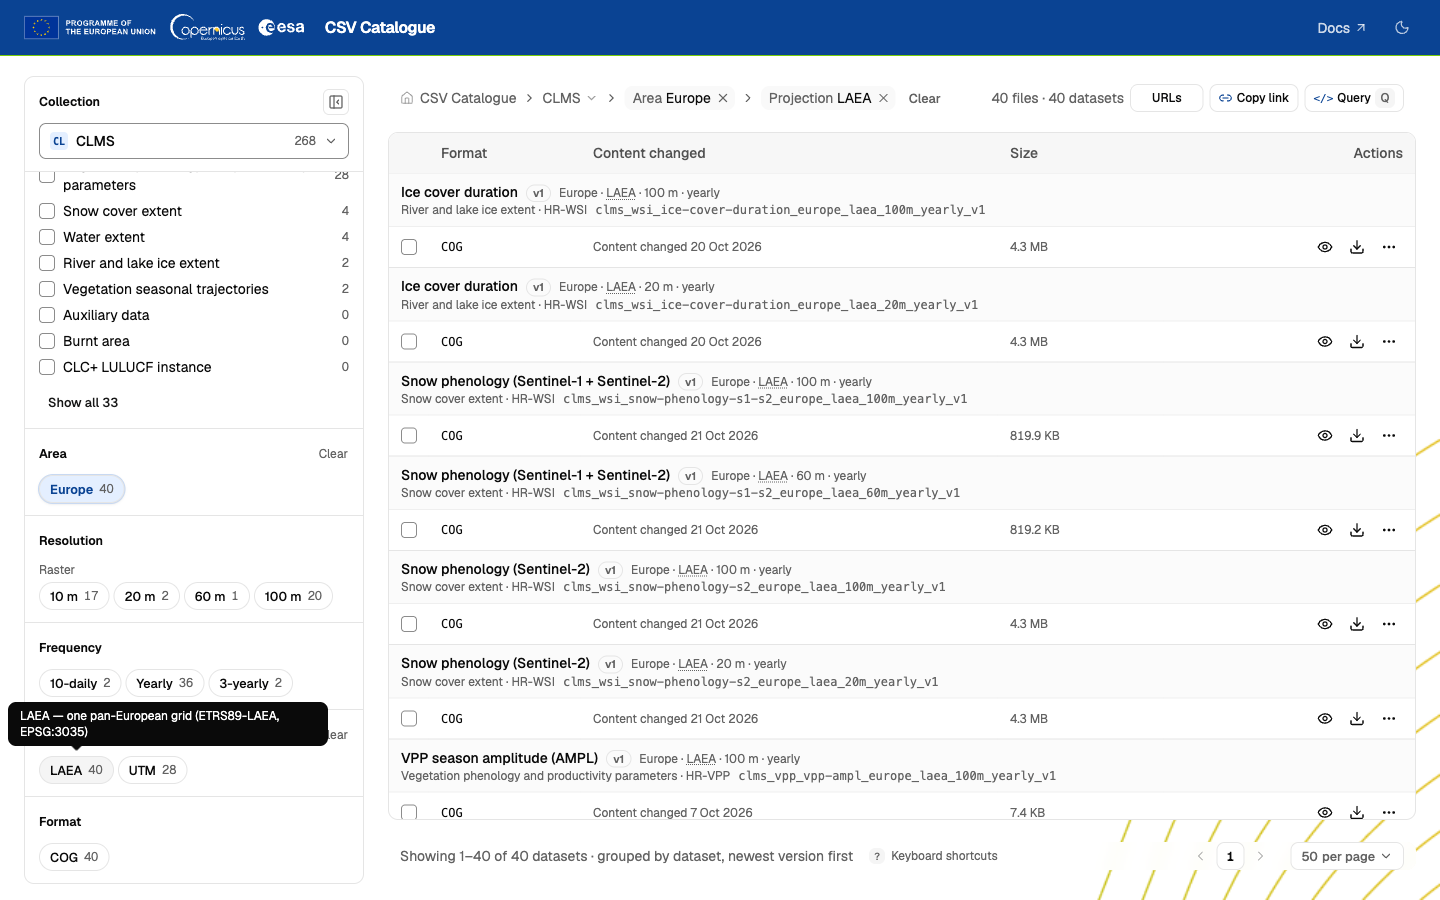 PROGRAMME OF
THE EUROPEAN UNION
opernicus
esa
CSV Catalogue
Docs
Collection
CL CLMS 268
parameters 28
Snow cover extent 4
Water extent 4
River and lake ice extent 2
Vegetation seasonal trajectories 2
Auxiliary data 0
Burnt area 0
CLC+ LULUCF instance 0
Show all 33
Area Clear
Europe 40
Resolution
Raster
10 m 17 20 m 2 60 m 1 100 m 20
Frequency
10-daily 2 Yearly 36 3-yearly 2
LAEA — one pan-European grid (ETRS89-LAEA,
EPSG:3035)
LAEA 40 UTM 28
Format
COG 40
CSV Catalogue CLMS Area Europe Projection LAEA Clear
40 files · 40 datasets URLs Copy link </> Query Q
Format Content changed Size Actions
Ice cover duration v1 Europe · LAEA · 100 m · yearly
River and lake ice extent · HR-WSI clms_wsi_ice-cover-duration_europe_laea_100m_yearly_v1
COG Content changed 20 Oct 2026 4.3 MB
Ice cover duration v1 Europe · LAEA · 20 m · yearly
River and lake ice extent · HR-WSI clms_wsi_ice-cover-duration_europe_laea_20m_yearly_v1
COG Content changed 20 Oct 2026 4.3 MB
Snow phenology (Sentinel-1 + Sentinel-2) v1 Europe · LAEA · 100 m · yearly
Snow cover extent · HR-WSI clms_wsi_snow-phenology-s1-s2_europe_laea_100m_yearly_v1
COG Content changed 21 Oct 2026 819.9 KB
Snow phenology (Sentinel-1 + Sentinel-2) v1 Europe · LAEA · 60 m · yearly
Snow cover extent · HR-WSI clms_wsi_snow-phenology-s1-s2_europe_laea_60m_yearly_v1
COG Content changed 21 Oct 2026 819.2 KB
Snow phenology (Sentinel-2) v1 Europe · LAEA · 100 m · yearly
Snow cover extent · HR-WSI clms_wsi_snow-phenology-s2_europe_laea_100m_yearly_v1
COG Content changed 21 Oct 2026 4.3 MB
Snow phenology (Sentinel-2) v1 Europe · LAEA · 20 m · yearly
Snow cover extent · HR-WSI clms_wsi_snow-phenology-s2_europe_laea_20m_yearly_v1
COG Content changed 21 Oct 2026 4.3 MB
VPP season amplitude (AMPL) v1 Europe · LAEA · 100 m · yearly
Vegetation phenology and productivity parameters · HR-VPP clms_vpp_vpp-ampl_europe_laea_100m_yearly_v1
COG Content changed 7 Oct 2026 7.4 KB
Showing 1–40 of 40 datasets · grouped by dataset, newest version first ? Keyboard shortcuts
1 50 per page